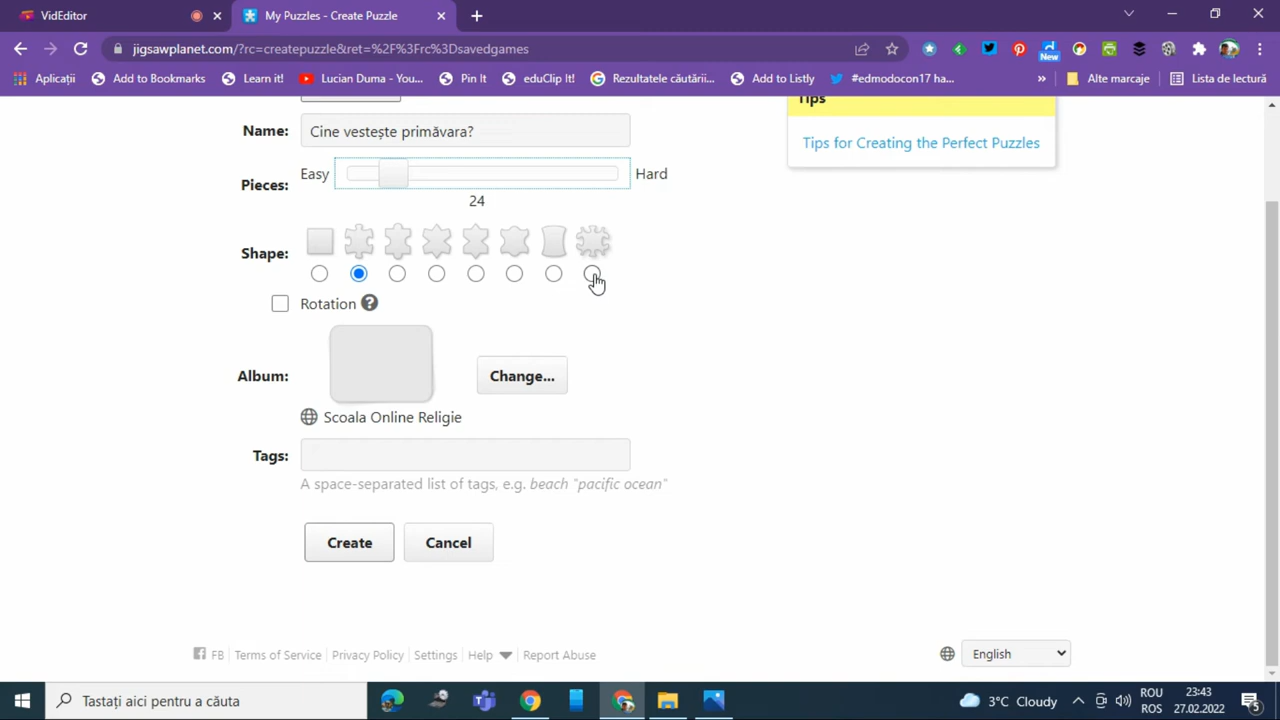 VidEditor
My Puzzles - Create Puzzle
jigsawplanet.com/?rc=createpuzzle&ret=%2F%3Frc%3Dsavedgames
New
Aplicații
Add to Bookmarks
Learn it!
Lucian Duma - You...
Pin It
eduClip It!
Rezultatele căutării...
Add to Listly
#edmodocon17 ha...
»
Alte marcaje
Lista de lectură
Tips
Name: Cine vestește primăvara?
Tips for Creating the Perfect Puzzles
Pieces: Easy Hard
24
Shape:
Rotation ?
Album: Change...
Scoala Online Religie
Tags:
A space-separated list of tags, e.g. beach "pacific ocean"
Create Cancel
FB Terms of Service Privacy Policy Settings Help Report Abuse English
Tastați aici pentru a căuta
3°C Cloudy
ROU
ROS
23:43
27.02.2022
5